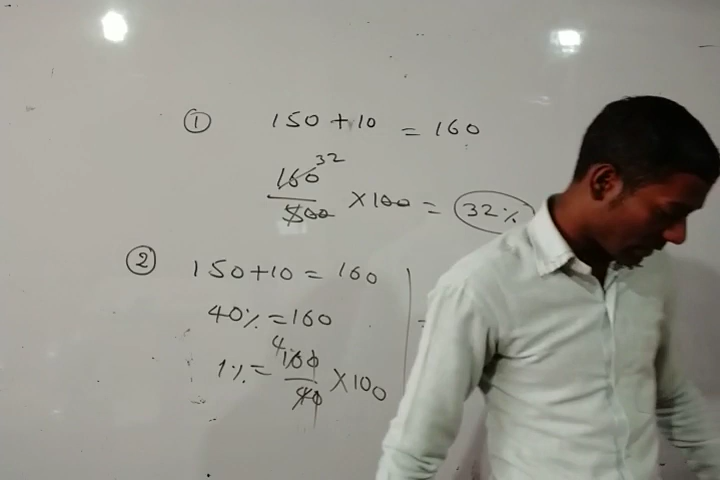 ① 150 + 10 = 160
32
160/500 × 100 = 32%
② 150 + 10 = 160
40% = 160
4
1% = 160/40 × 100